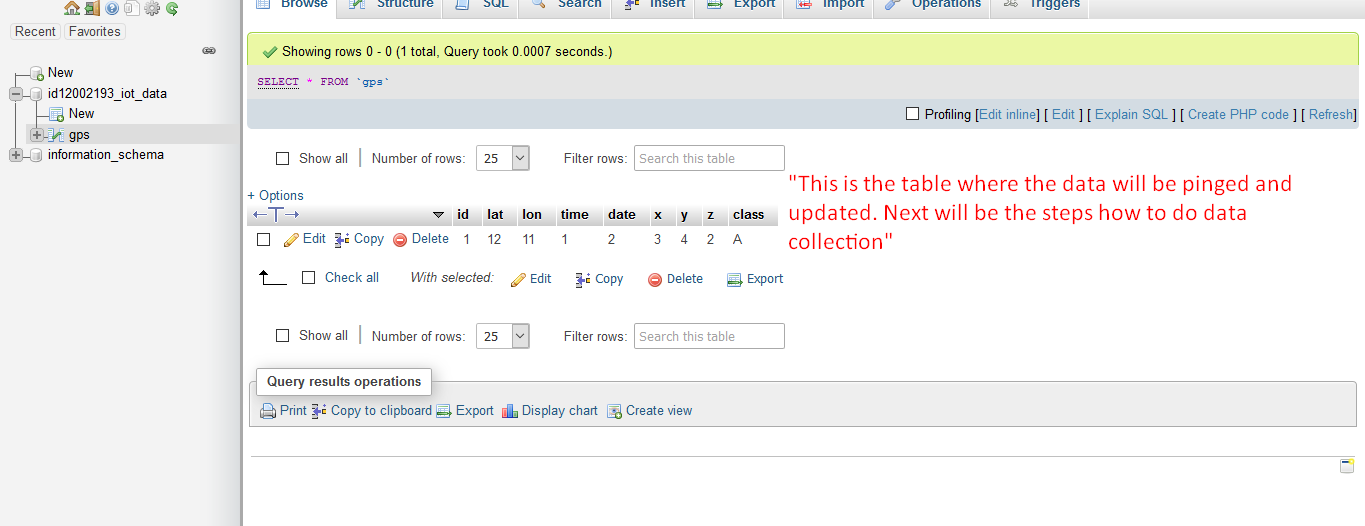 Browse Structure SQL Search Insert Export Import Operations Triggers
Recent Favorites
New
id12002193_iot_data
New
gps
information_schema
Showing rows 0 - 0 (1 total, Query took 0.0007 seconds.)
SELECT * FROM `gps`
Profiling [Edit inline] [ Edit ] [ Explain SQL ] [ Create PHP code ] [ Refresh]
Show all Number of rows: 25 Filter rows: Search this table
"This is the table where the data will be pinged and
updated. Next will be the steps how to do data
collection"
+ Options
←T→ id lat lon time date x y z class
Edit Copy Delete 1 12 11 1 2 3 4 2 A
Check all With selected: Edit Copy Delete Export
Show all Number of rows: 25 Filter rows: Search this table
Query results operations
Print Copy to clipboard Export Display chart Create view